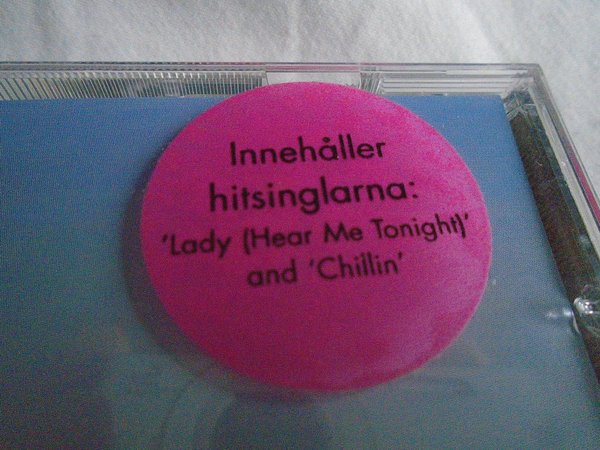 Innehåller
hitsinglarna:
'Lady (Hear Me Tonight)'
and 'Chillin'